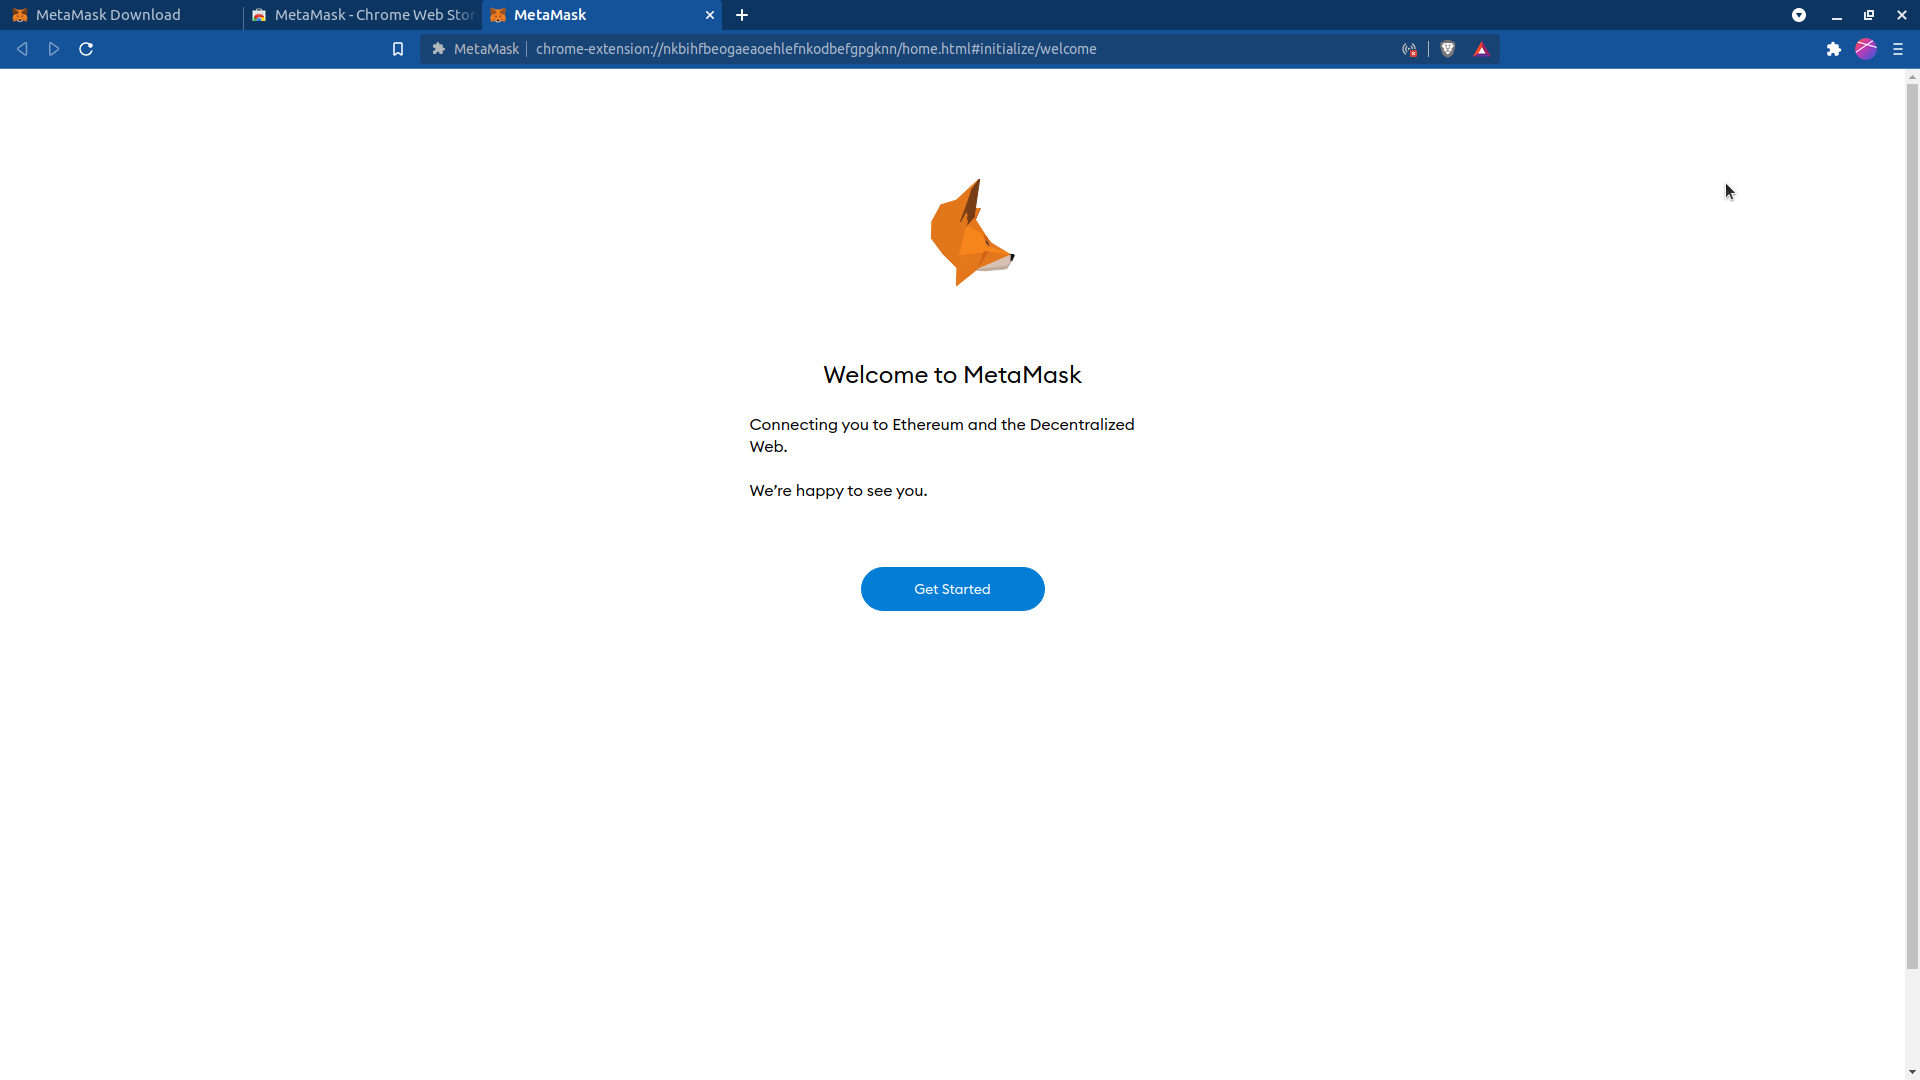 MetaMask Download
MetaMask - Chrome Web Stor
MetaMask
MetaMask
chrome-extension://nkbihfbeogaeaoehlefnkodbefgpgknn/home.html#initialize/welcome
Welcome to MetaMask
Connecting you to Ethereum and the Decentralized
Web.
We’re happy to see you.
Get Started